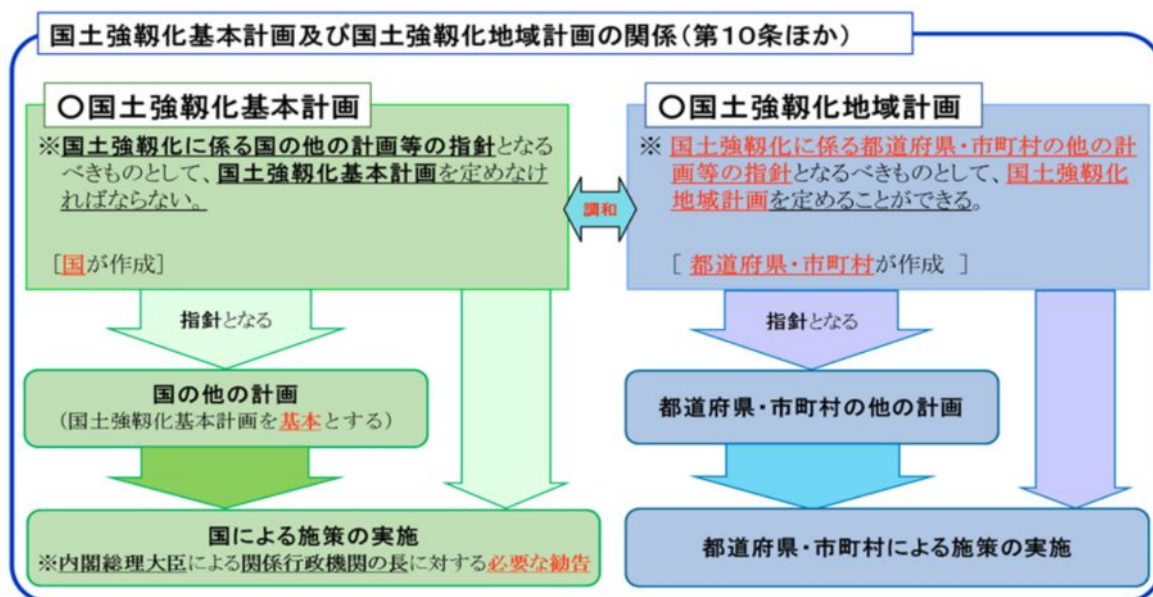 国土強靱化基本計画及び国土強靱化地域計画の関係(第10条ほか)
〇国土強靱化基本計画
※国土強靱化に係る国の他の計画等の指針となる
べきものとして、国土強靱化基本計画を定めなけ
ればならない。
[国が作成]
調和
〇国土強靱化地域計画
※ 国土強靱化に係る都道府県・市町村の他の計
画等の指針となるべきものとして、国土強靱化
地域計画を定めることができる。
[ 都道府県・市町村が作成 ]
指針となる
国の他の計画
(国土強靱化基本計画を基本とする)
国による施策の実施
※内閣総理大臣による関係行政機関の長に対する必要な勧告
指針となる
都道府県・市町村の他の計画
都道府県・市町村による施策の実施